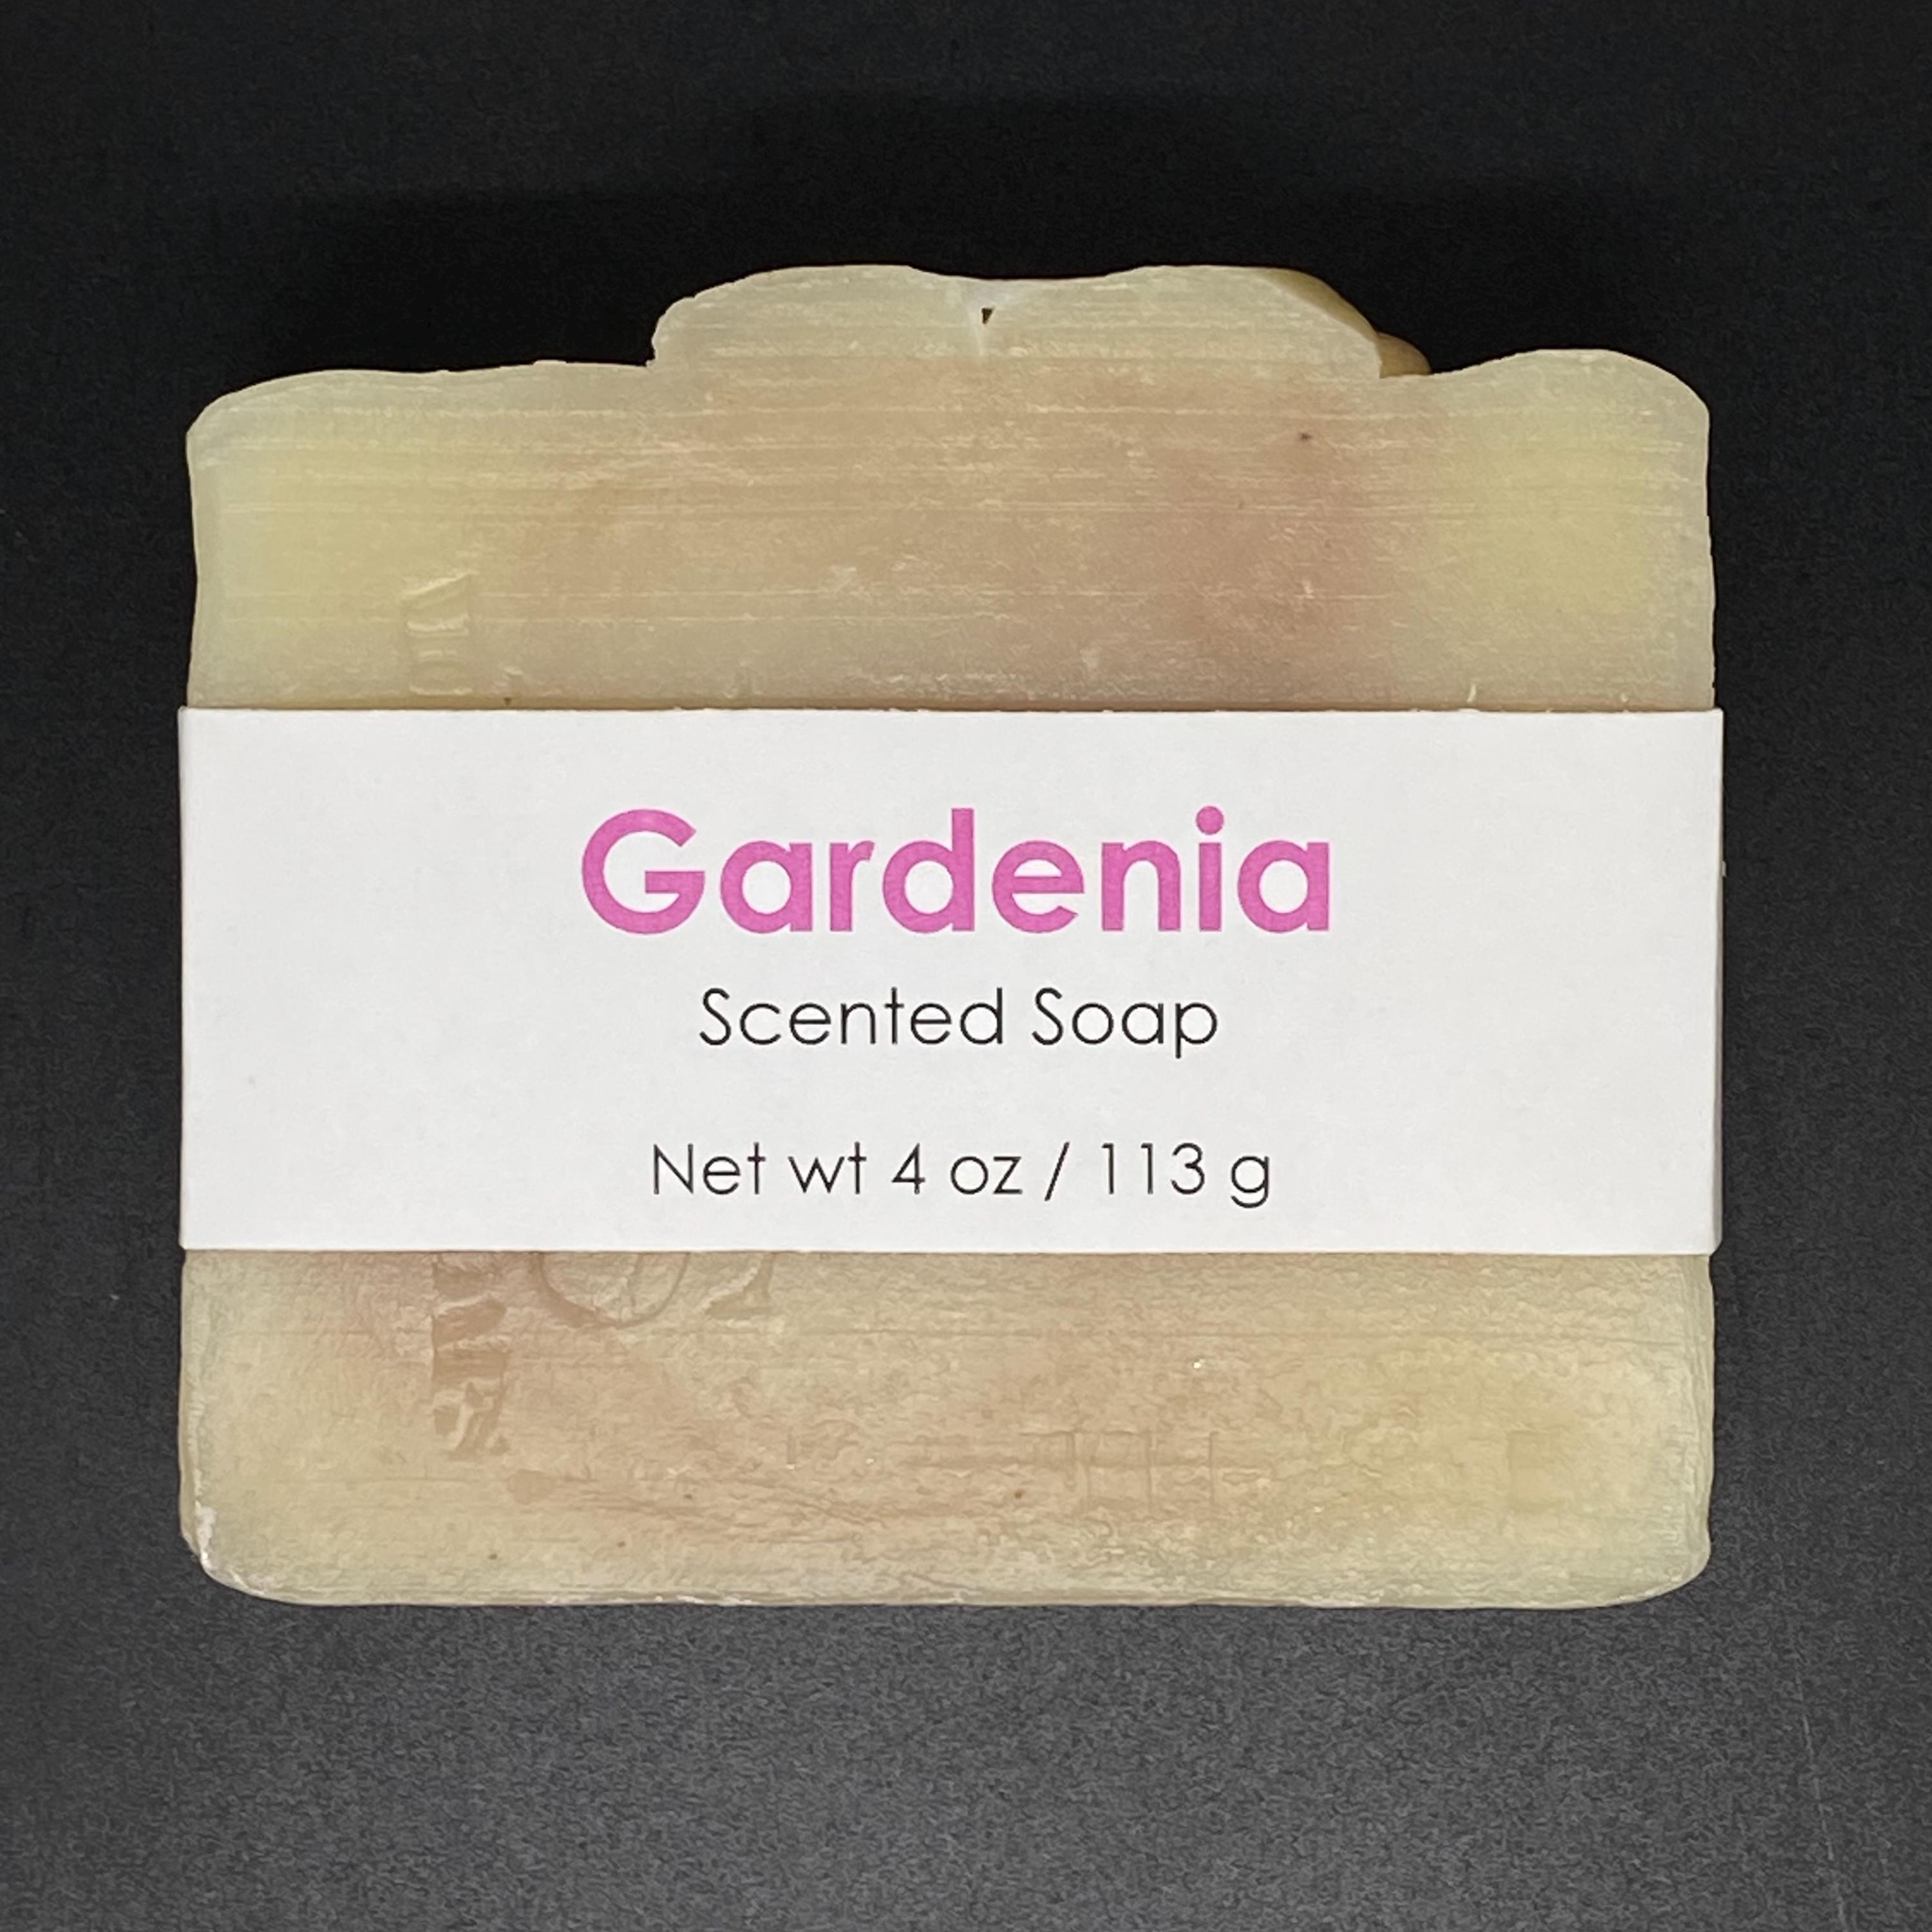 Gardenia
Scented Soap
Net wt 4 oz / 113 g